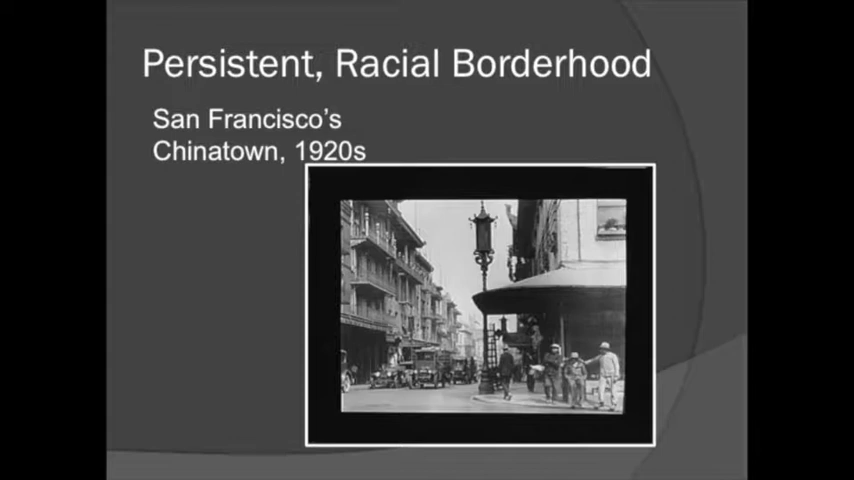 Persistent, Racial Borderhood
San Francisco's
Chinatown, 1920s